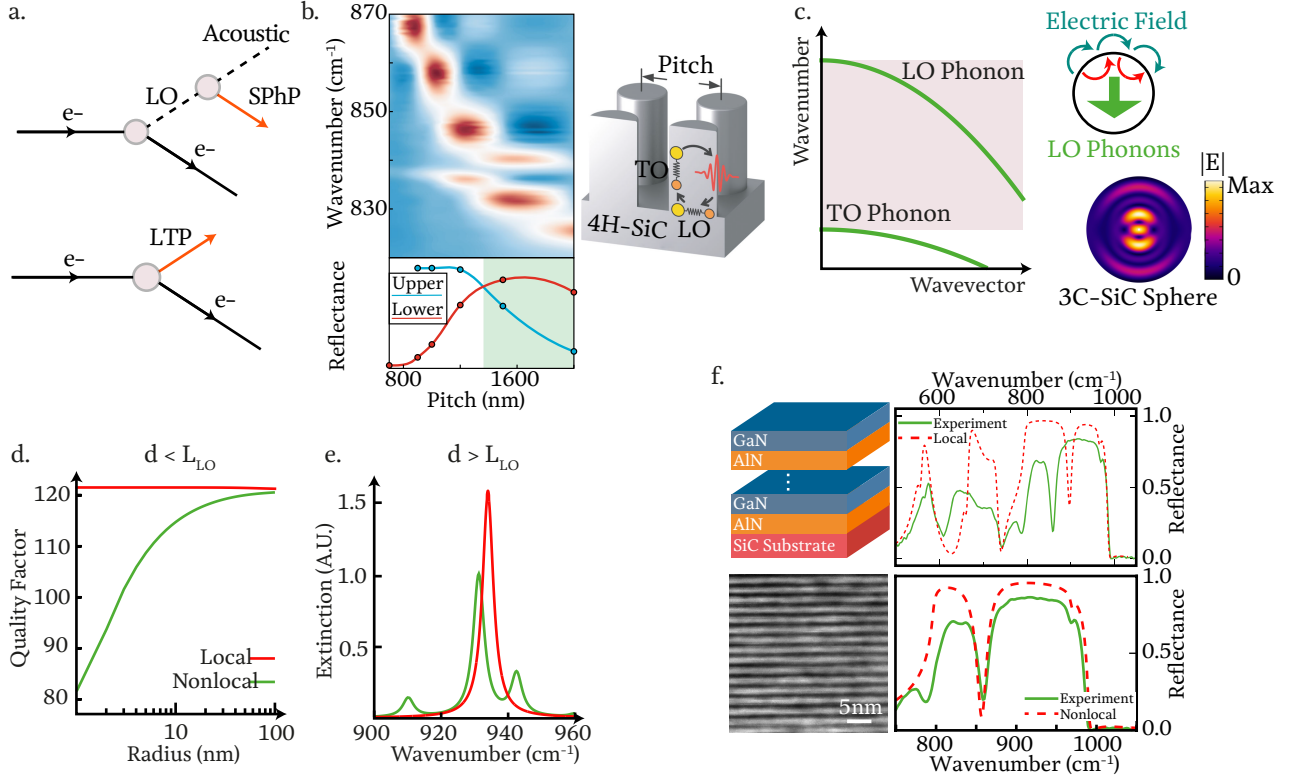 a.
Acoustic
LO
SPhP
e–
e–
LTP
e–
e–
b.
870
850
830
Wavenumber (cm⁻¹)
Pitch
TO
4H-SiC
LO
Upper
Lower
Reflectance
800
1600
Pitch (nm)
c.
Wavenumber
LO Phonon
TO Phonon
Wavevector
Electric Field
LO Phonons
|E|
Max
0
3C-SiC Sphere
d.
d < L_LO
120
110
100
90
80
Quality Factor
Local
Nonlocal
10
100
Radius (nm)
e.
d > L_LO
1.5
1.0
0.5
Extinction (A.U.)
900
920
940
960
Wavenumber (cm⁻¹)
f.
GaN
AlN
GaN
AlN
SiC Substrate
5nm
Wavenumber (cm⁻¹)
600
800
1000
Experiment
Local
1.0
0.5
0.0
Reflectance
1.0
0.5
0.0
Reflectance
Experiment
Nonlocal
800
900
1000
Wavenumber (cm⁻¹)